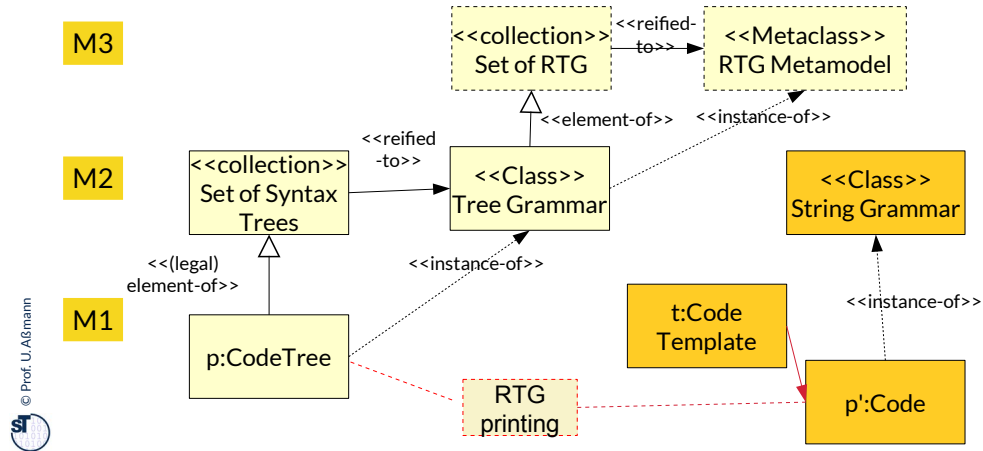 M3
<<collection>>
Set of RTG
<<reified-
to>>
<<Metaclass>>
RTG Metamodel
<<element-of>>
<<instance-of>>
<<reified
-to>>
M2
<<collection>>
Set of Syntax
Trees
<<Class>>
Tree Grammar
<<Class>>
String Grammar
<<(legal)
element-of>>
<<instance-of>>
<<instance-of>>
M1
p:CodeTree
t:Code
Template
RTG
printing
p':Code
© Prof. U. Aßmann
ST